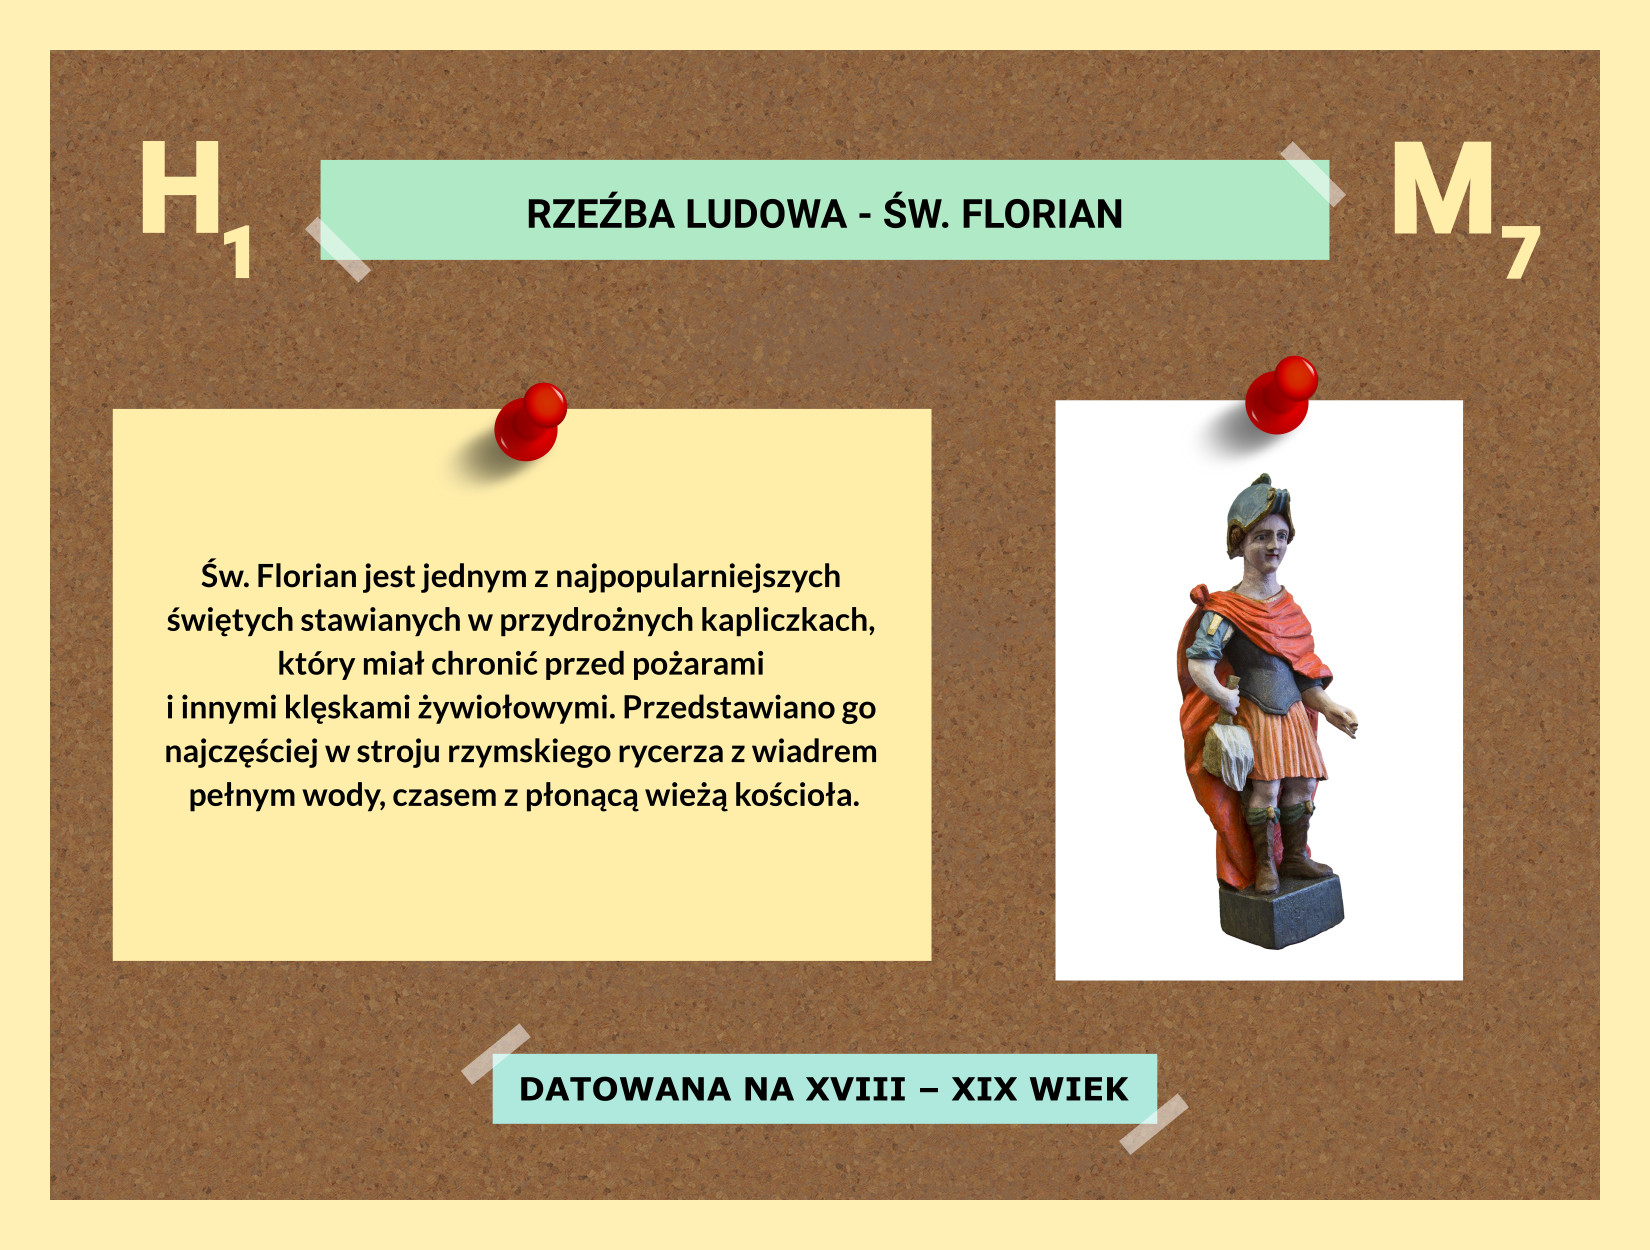 H1
RZEŹBA LUDOWA - ŚW. FLORIAN
M7
Św. Florian jest jednym z najpopularniejszych
świętych stawianych w przydrożnych kapliczkach,
który miał chronić przed pożarami
i innymi klęskami żywiołowymi. Przedstawiano go
najczęściej w stroju rzymskiego rycerza z wiadrem
pełnym wody, czasem z płonącą wieżą kościoła.
DATOWANA NA XVIII – XIX WIEK